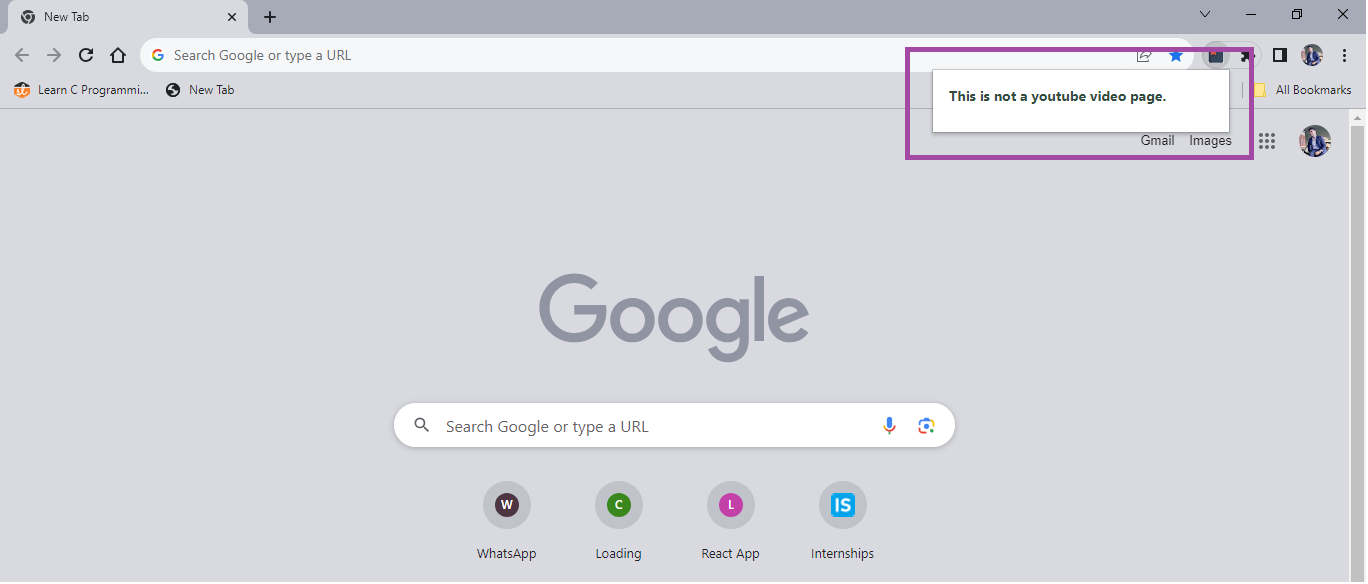 New Tab
Search Google or type a URL
Learn C Programmi... New Tab All Bookmarks
This is not a youtube video page.
Gmail Images
Google
Search Google or type a URL
W C L IS
WhatsApp Loading React App Internships